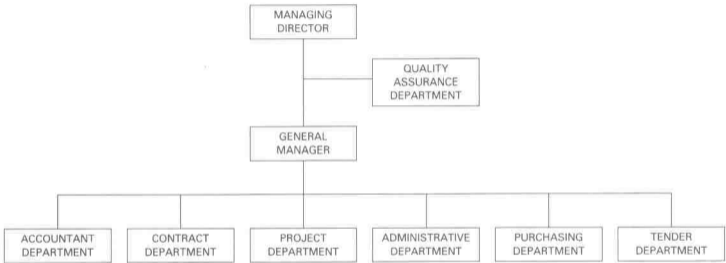 MANAGING
DIRECTOR
QUALITY
ASSURANCE
DEPARTMENT
GENERAL
MANAGER
ACCOUNTANT
DEPARTMENT
CONTRACT
DEPARTMENT
PROJECT
DEPARTMENT
ADMINISTRATIVE
DEPARTMENT
PURCHASING
DEPARTMENT
TENDER
DEPARTMENT